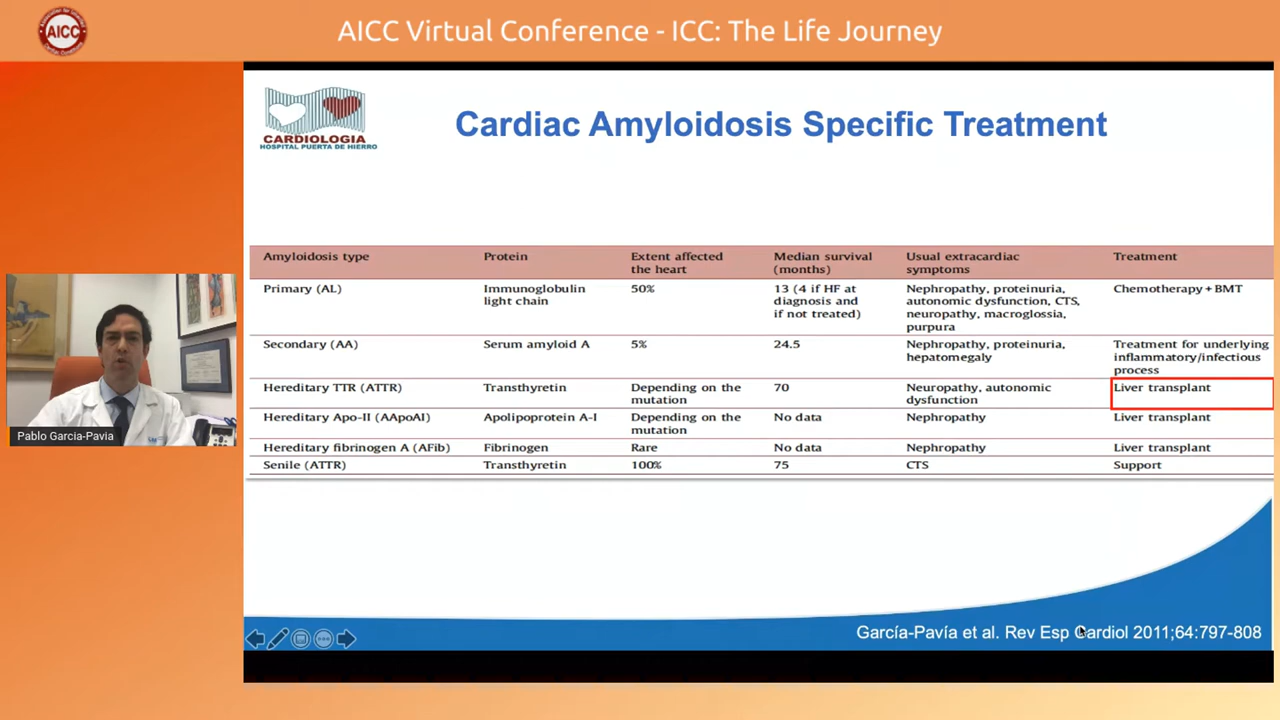 AICC
AICC Virtual Conference - ICC: The Life Journey
CARDIOLOGIA
HOSPITAL PUERTA DE HIERRO
Cardiac Amyloidosis Specific Treatment
Amyloidosis type Protein Extent affected the heart Median survival (months) Usual extracardiac symptoms Treatment
Primary (AL) Immunoglobulin light chain 50% 13 (4 if HF at diagnosis and if not treated) Nephropathy, proteinuria, autonomic dysfunction, CTS, neuropathy, macroglossia, purpura Chemotherapy + BMT
Secondary (AA) Serum amyloid A 5% 24.5 Nephropathy, proteinuria, hepatomegaly Treatment for underlying inflammatory/infectious process
Hereditary TTR (ATTR) Transthyretin Depending on the mutation 70 Neuropathy, autonomic dysfunction Liver transplant
Hereditary Apo-II (AApoAI) Apolipoprotein A-I Depending on the mutation No data Nephropathy Liver transplant
Hereditary fibrinogen A (AFib) Fibrinogen Rare No data Nephropathy Liver transplant
Senile (ATTR) Transthyretin 100% 75 CTS Support
Pablo García-Pavía
García-Pavía et al. Rev Esp Cardiol 2011;64:797-808